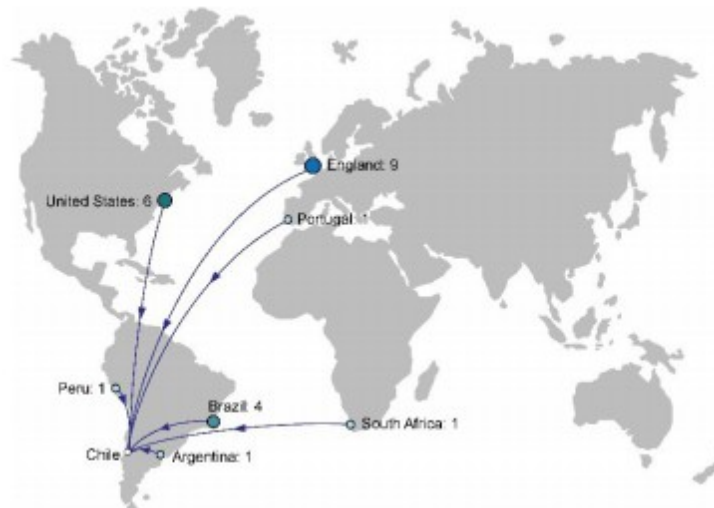 England: 9
United States: 6
Portugal: 1
Peru: 1
Brazil: 4
South Africa: 1
Chile
Argentina: 1